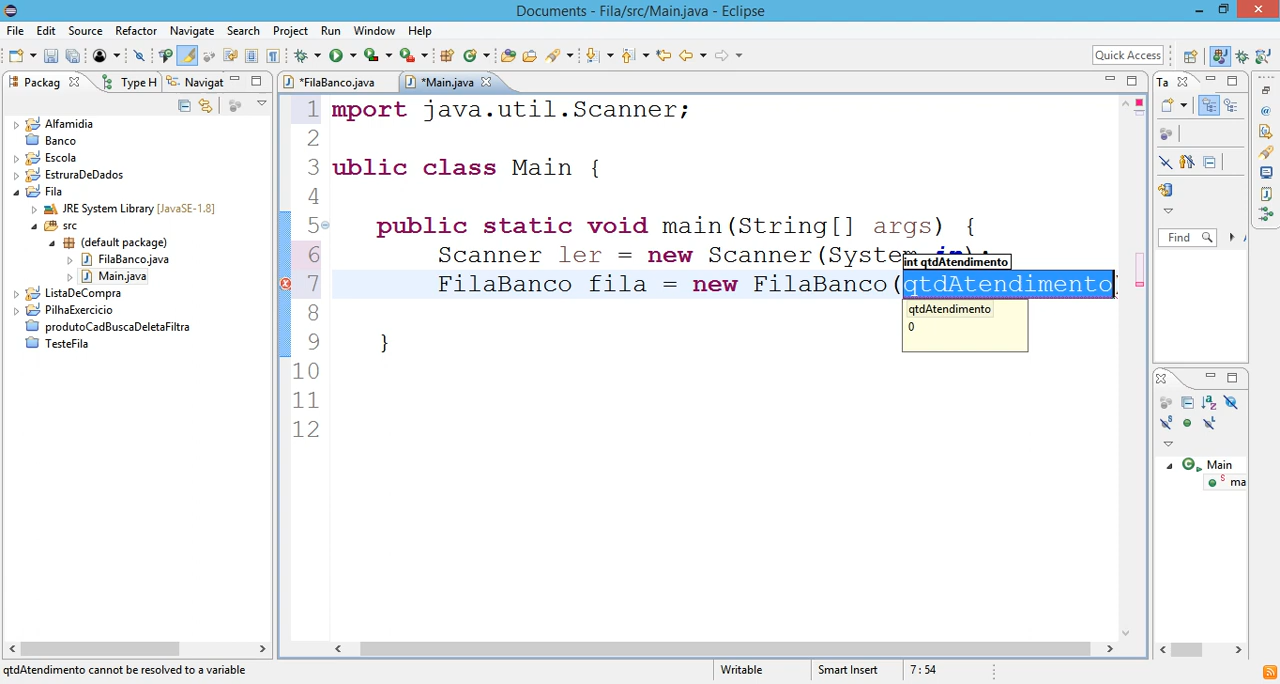 Documents - Fila/src/Main.java - Eclipse
File Edit Source Refactor Navigate Search Project Run Window Help
Quick Access
Packag Type H Navigat
*FilaBanco.java *Main.java
Ta
Alfamidia
Banco
Escola
EstruraDeDados
Fila
JRE System Library [JavaSE-1.8]
src
(default package)
FilaBanco.java
Main.java
ListaDeCompra
PilhaExercicio
produtoCadBuscaDeletaFiltra
TesteFila
1 mport java.util.Scanner;
2
3 ublic class Main {
4
5 public static void main(String[] args) {
6 Scanner ler = new Scanner(System.in);
int qtdAtendimento
7 FilaBanco fila = new FilaBanco(qtdAtendimento
qtdAtendimento
0
8
9 }
10
11
12
Find
Main
ma
qtdAtendimento cannot be resolved to a variable
Writable
Smart Insert
7 : 54